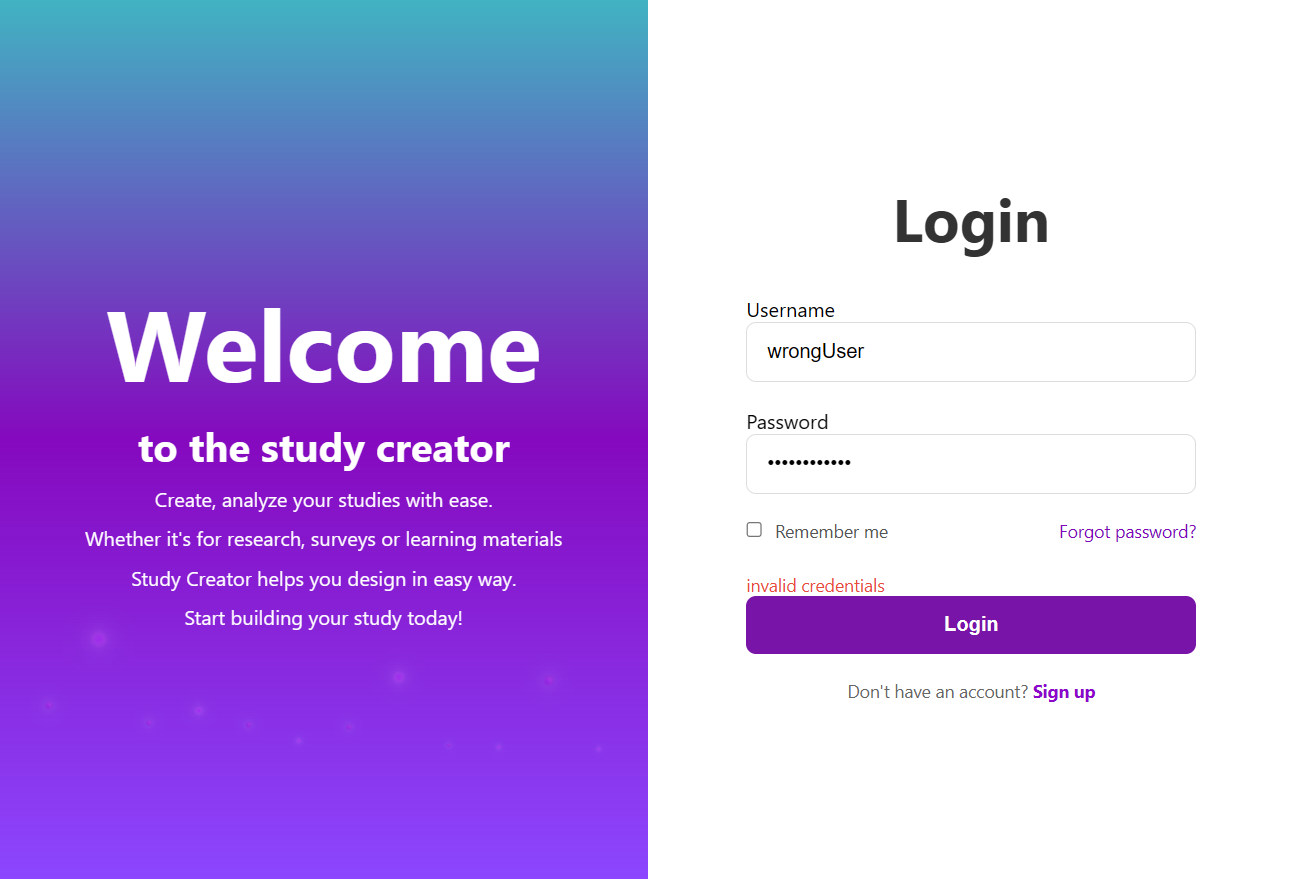 Welcome
to the study creator
Create, analyze your studies with ease.
Whether it's for research, surveys or learning materials
Study Creator helps you design in easy way.
Start building your study today!
Login
Username
wrongUser
Password
••••••••••••
Remember me
Forgot password?
invalid credentials
Login
Don't have an account? Sign up